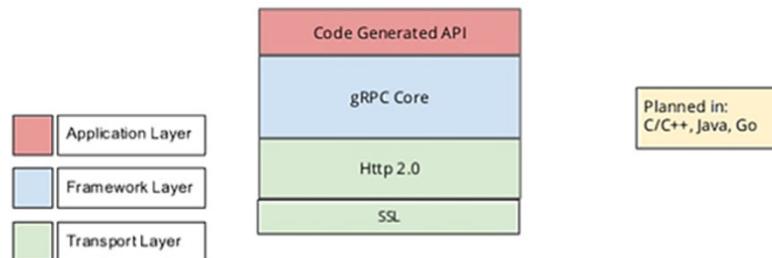 Code Generated API
gRPC Core
Http 2.0
SSL
Application Layer
Framework Layer
Transport Layer
Planned in:
C/C++, Java, Go